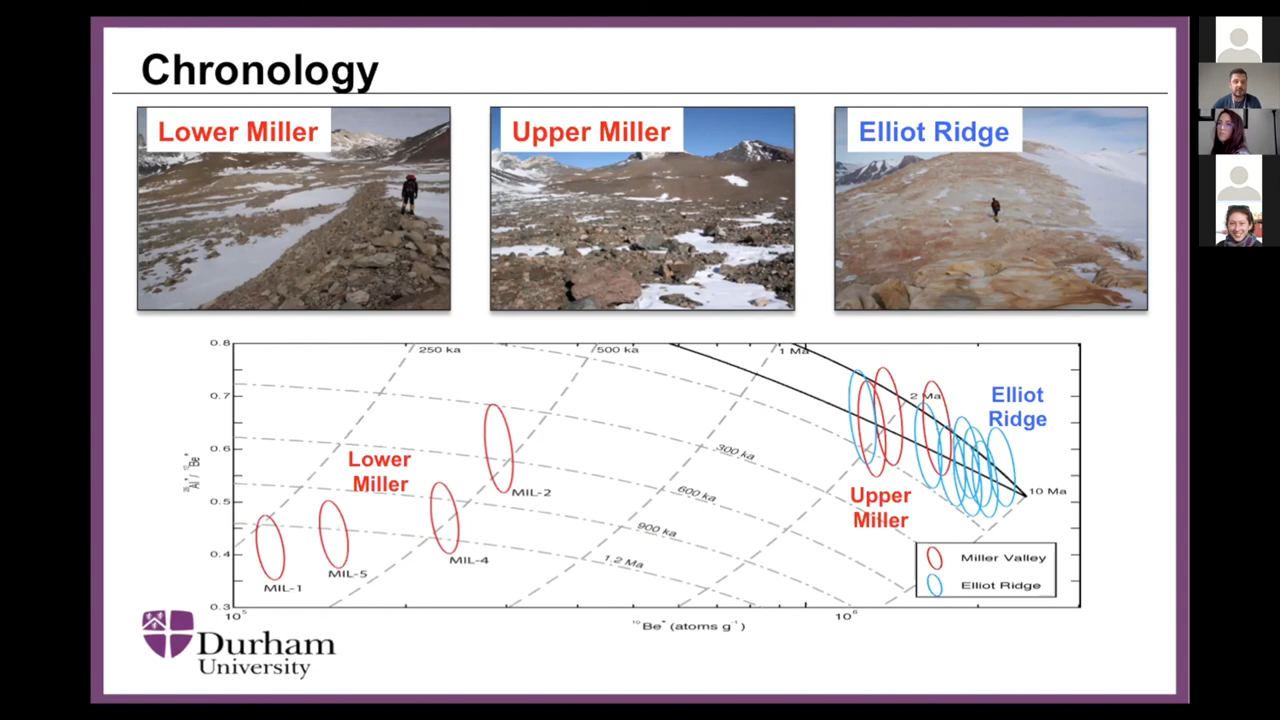 Chronology
Lower Miller
Upper Miller
Elliot Ridge
0.8
0.7
0.6
0.5
0.4
0.3
²⁶Al* / ¹⁰Be*
250 ka
500 ka
1 Ma
2 Ma
10 Ma
300 ka
600 ka
900 ka
1.2 Ma
Lower
Miller
MIL-1
MIL-5
MIL-4
MIL-2
Upper
Miller
Elliot
Ridge
Miller Valley
Elliot Ridge
10⁵
10⁶
¹⁰Be* (atoms g⁻¹)
Durham
University